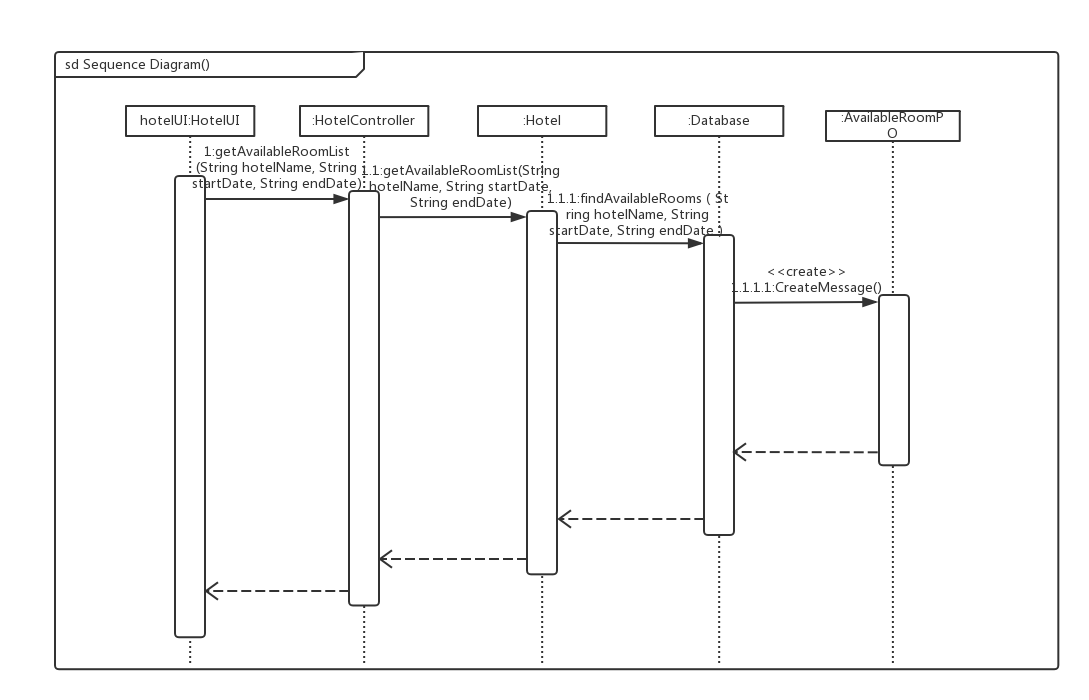 sd Sequence Diagram()
hotelUI:HotelUI
:HotelController
:Hotel
:Database
:AvailableRoomP
O
1:getAvailableRoomList
(String hotelName, String
startDate, String endDate)
1.1:getAvailableRoomList(String
hotelName, String startDate,
String endDate)
1.1.1:findAvailableRooms ( St
ring hotelName, String
startDate, String endDate )
<<create>>
1.1.1.1:CreateMessage()